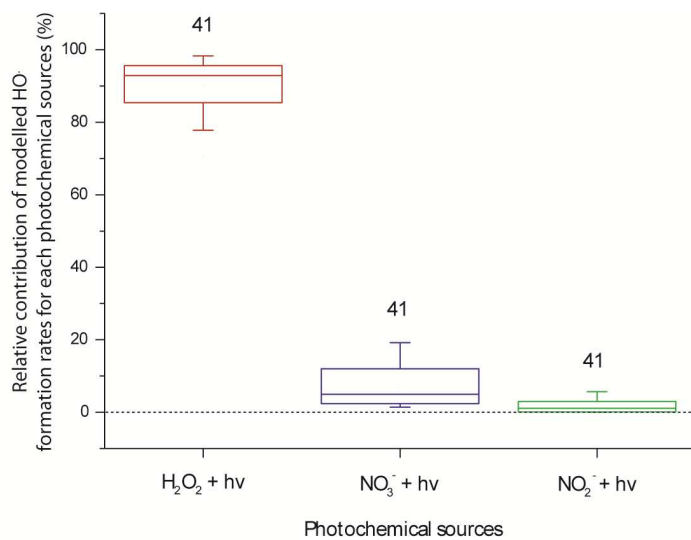 Relative contribution of modelled HO·
formation rates for each photochemical sources (%)
100
80
60
40
20
0
41
41
41
H₂O₂ + hv
NO₃⁻ + hv
NO₂⁻ + hv
Photochemical sources